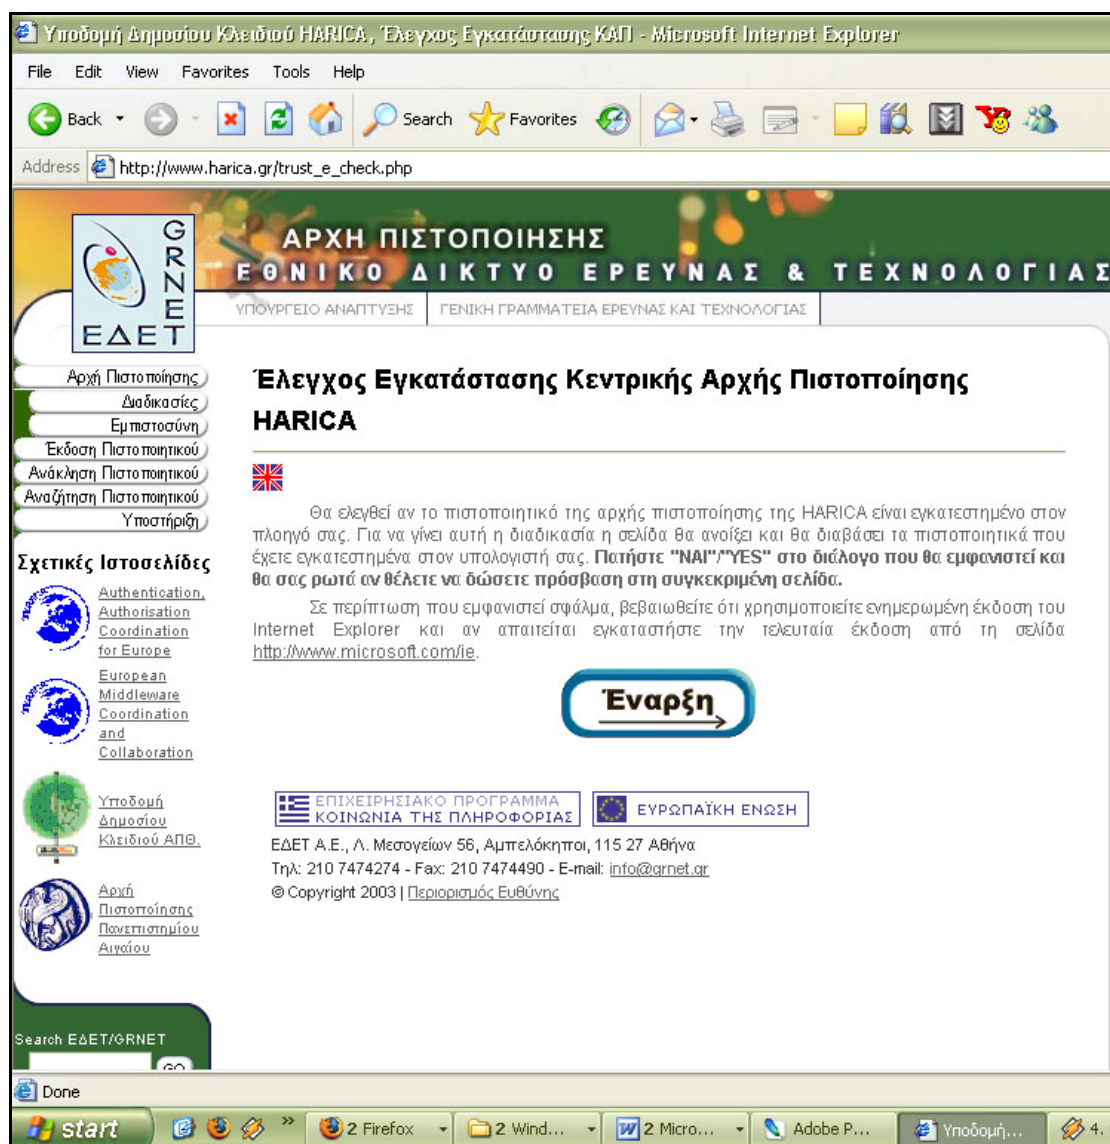 Υποδομή Δημοσίου Κλειδιού HARICA, Έλεγχος Εγκατάστασης ΚΑΠ - Microsoft Internet Explorer
File Edit View Favorites Tools Help
Back Search Favorites
Address http://www.harica.gr/trust_e_check.php
GRNET
ΕΔΕΤ
ΑΡΧΗ ΠΙΣΤΟΠΟΙΗΣΗΣ
ΕΘΝΙΚΟ ΔΙΚΤΥΟ ΕΡΕΥΝΑΣ & ΤΕΧΝΟΛΟΓΙΑΣ
ΥΠΟΥΡΓΕΙΟ ΑΝΑΠΤΥΞΗΣ ΓΕΝΙΚΗ ΓΡΑΜΜΑΤΕΙΑ ΕΡΕΥΝΑΣ ΚΑΙ ΤΕΧΝΟΛΟΓΙΑΣ
Αρχή Πιστοποίησης
Διαδικασίες
Εμπιστοσύνη
Έκδοση Πιστοποιητικού
Ανάκληση Πιστοποιητικού
Αναζήτηση Πιστοποιητικού
Υποστήριξη
Σχετικές Ιστοσελίδες
Authentication,
Authorisation
Coordination
for Europe
European
Middleware
Coordination
and
Collaboration
Υποδομή
Δημοσίου
Κλειδιού ΑΠΘ.
Αρχή
Πιστοποίησης
Πανεπιστημίου
Αιγαίου
Search ΕΔΕΤ/GRNET
GO
Έλεγχος Εγκατάστασης Κεντρικής Αρχής Πιστοποίησης
HARICA
Θα ελεγθεί αν το πιστοποιητικό της αρχής πιστοποίησης της HARICA είναι εγκατεστημένο στον
πλοηγό σας. Για να γίνει αυτή η διαδικασία η σελίδα θα ανοίξει και θα διαβάσει τα πιστοποιητικά που
έχετε εγκατεστημένα στον υπολογιστή σας. Πατήστε "ΝΑΙ"/"YES" στο διάλογο που θα εμφανιστεί και
θα σας ρωτά αν θέλετε να δώσετε πρόσβαση στη συγκεκριμένη σελίδα.
Σε περίπτωση που εμφανιστεί σφάλμα, βεβαιωθείτε ότι χρησιμοποιείτε ενημερωμένη έκδοση του
Internet Explorer και αν απαιτείται εγκαταστήστε την τελευταία έκδοση από τη σελίδα
http://www.microsoft.com/ie.
Έναρξη
ΕΠΙΧΕΙΡΗΣΙΑΚΟ ΠΡΟΓΡΑΜΜΑ
ΚΟΙΝΩΝΙΑ ΤΗΣ ΠΛΗΡΟΦΟΡΙΑΣ
ΕΥΡΩΠΑΪΚΗ ΕΝΩΣΗ
ΕΔΕΤ Α.Ε., Λ. Μεσογείων 56, Αμπελόκηποι, 115 27 Αθήνα
Τηλ: 210 7474274 - Fax: 210 7474490 - E-mail: info@grnet.gr
© Copyright 2003 | Περιορισμός Ευθύνης
Done
start 2 Firefox 2 Wind... 2 Micro... Adobe P... Υποδομή... 4.